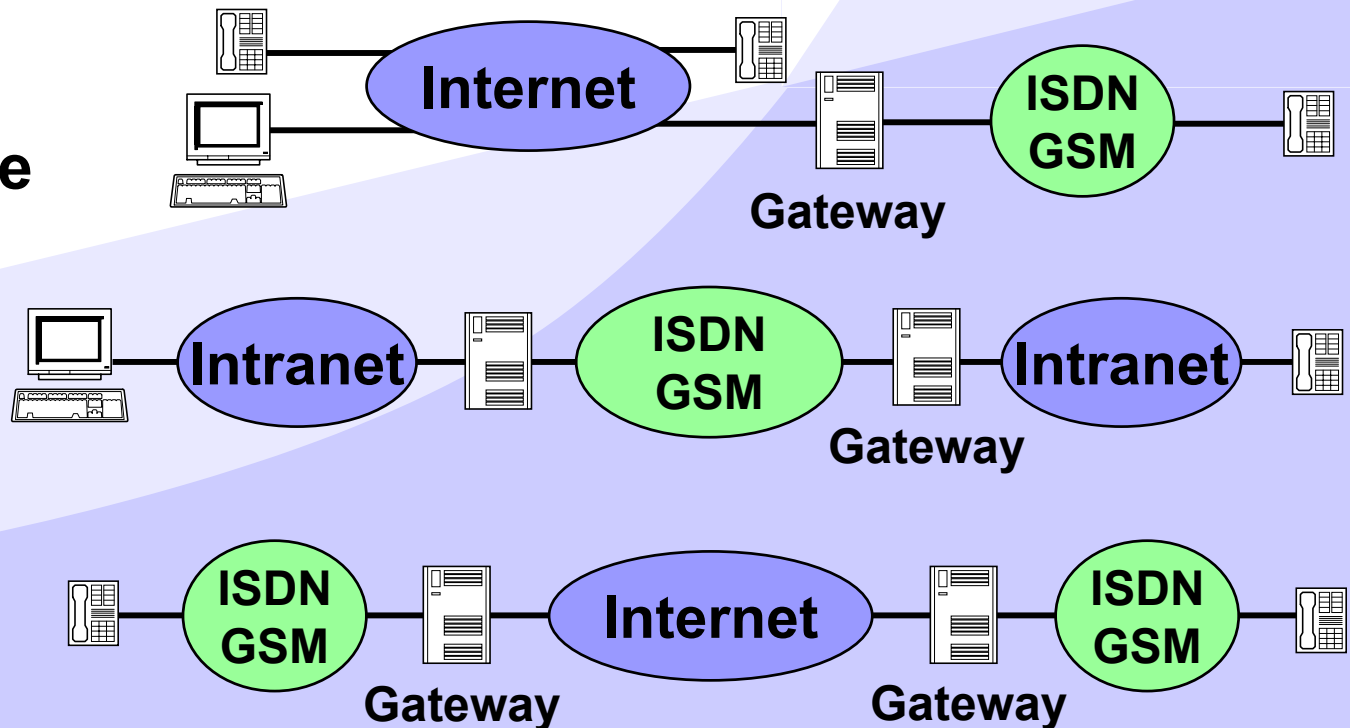 Internet
ISDN
GSM
e
Gateway
Intranet
ISDN
GSM
Intranet
Gateway
ISDN
GSM
Internet
ISDN
GSM
Gateway
Gateway